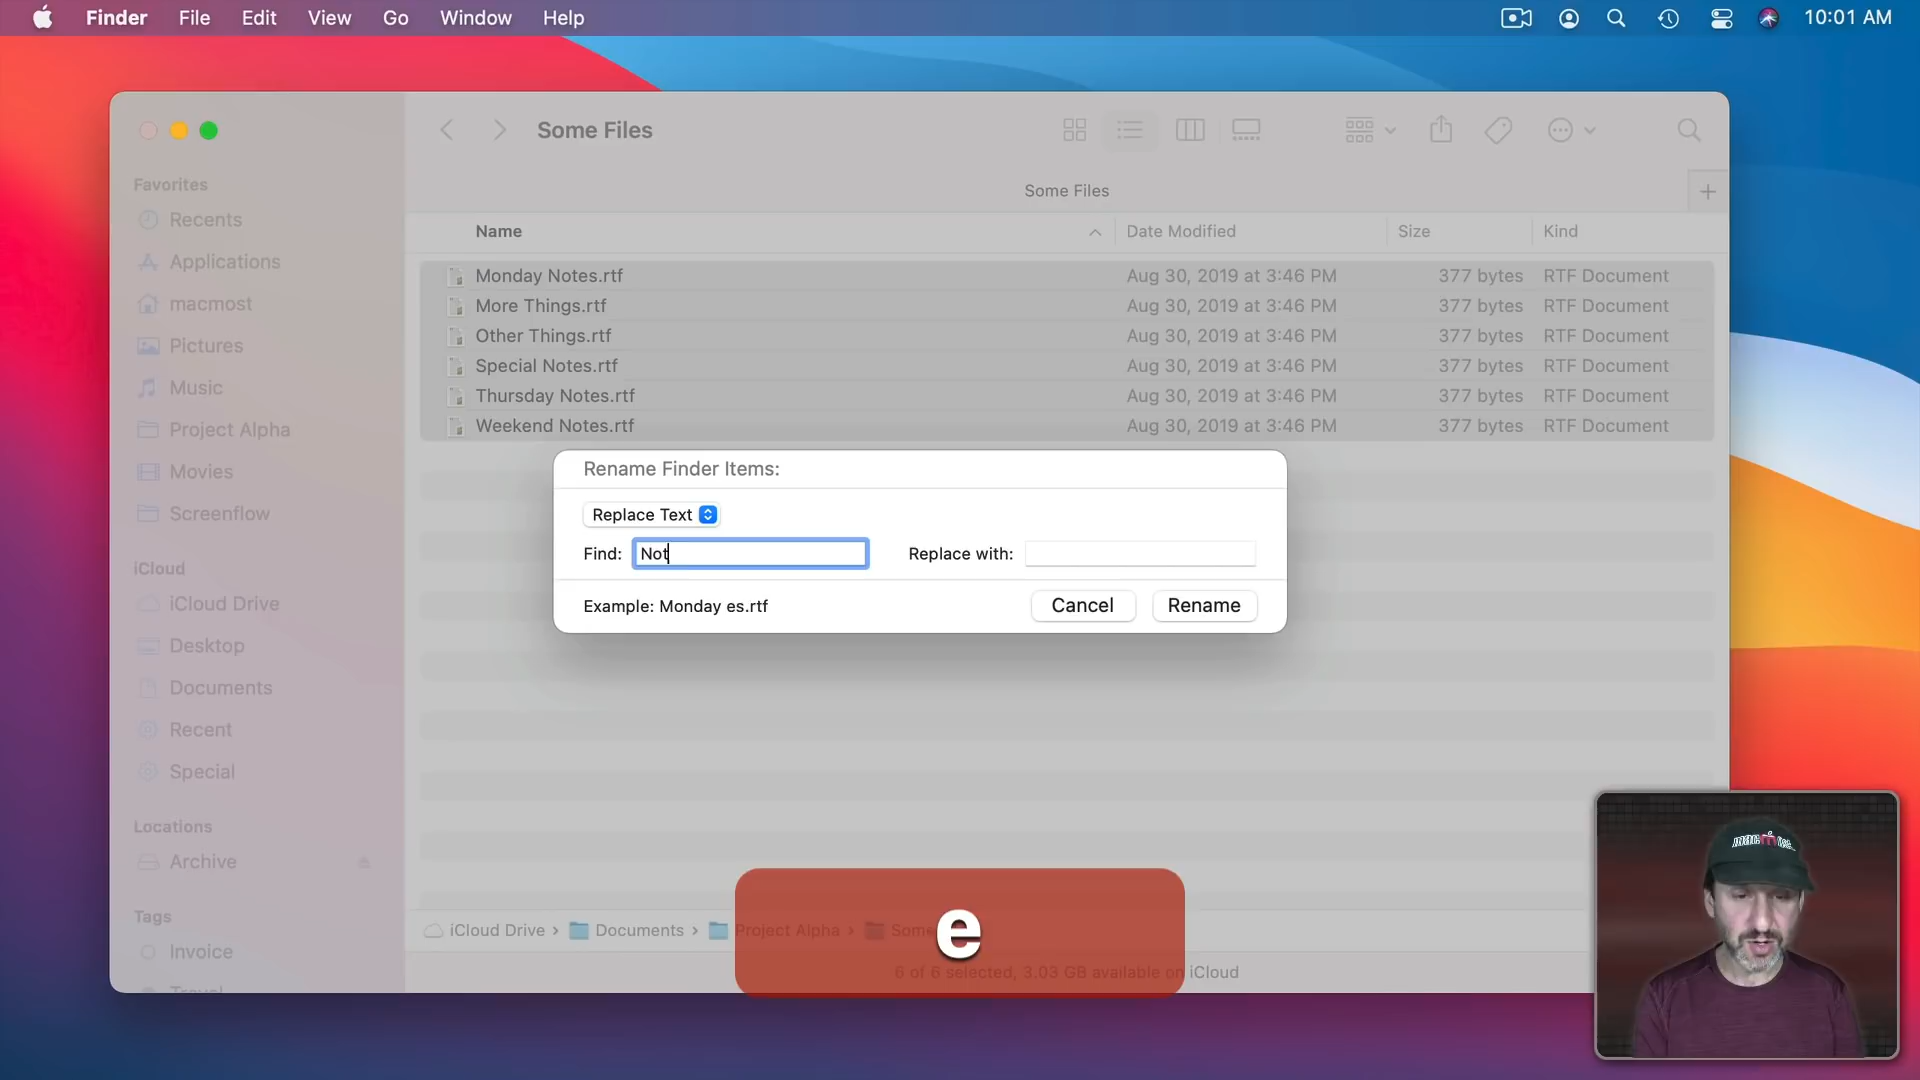 Finder File Edit View Go Window Help 10:01 AM
Some Files
Favorites
Recents
Applications
macmost
Pictures
Music
Project Alpha
Movies
Screenflow
iCloud
iCloud Drive
Desktop
Documents
Recent
Special
Locations
Archive
Tags
Invoice
Travel
Some Files
Name Date Modified Size Kind
Monday Notes.rtf Aug 30, 2019 at 3:46 PM 377 bytes RTF Document
More Things.rtf Aug 30, 2019 at 3:46 PM 377 bytes RTF Document
Other Things.rtf Aug 30, 2019 at 3:46 PM 377 bytes RTF Document
Special Notes.rtf Aug 30, 2019 at 3:46 PM 377 bytes RTF Document
Thursday Notes.rtf Aug 30, 2019 at 3:46 PM 377 bytes RTF Document
Weekend Notes.rtf Aug 30, 2019 at 3:46 PM 377 bytes RTF Document
Rename Finder Items:
Replace Text
Find: Not Replace with:
Example: Monday es.rtf Cancel Rename
iCloud Drive › Documents › Project Alpha › Some
e
6 of 6 selected, 3.03 GB available on iCloud